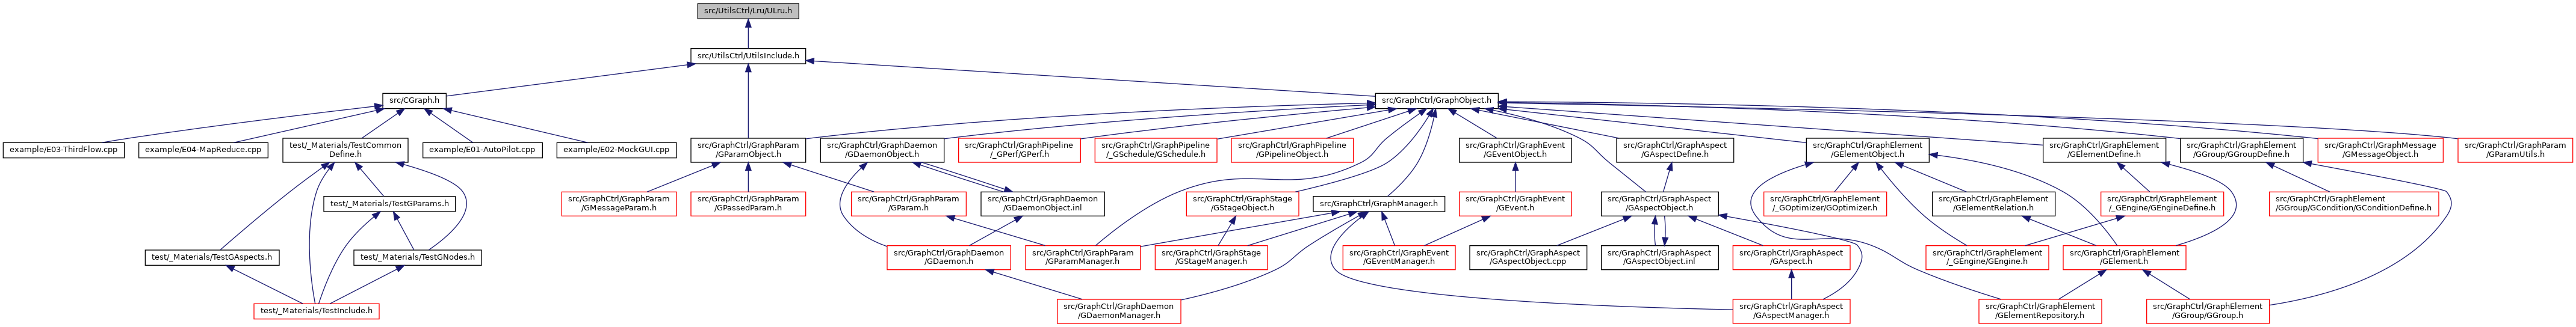 src/UtilsCtrl/Lru/ULru.h
src/UtilsCtrl/UtilsInclude.h
src/CGraph.h
src/GraphCtrl/GraphObject.h
example/E03-ThirdFlow.cpp
example/E04-MapReduce.cpp
test/_Materials/TestCommon
Define.h
example/E01-AutoPilot.cpp
example/E02-MockGUI.cpp
src/GraphCtrl/GraphParam
/GParamObject.h
src/GraphCtrl/GraphDaemon
/GDaemonObject.h
src/GraphCtrl/GraphPipeline
/_GPerf/GPerf.h
src/GraphCtrl/GraphPipeline
/_GSchedule/GSchedule.h
src/GraphCtrl/GraphPipeline
/GPipelineObject.h
src/GraphCtrl/GraphEvent
/GEventObject.h
src/GraphCtrl/GraphAspect
/GAspectDefine.h
src/GraphCtrl/GraphElement
/GElementObject.h
src/GraphCtrl/GraphElement
/GElementDefine.h
src/GraphCtrl/GraphElement
/GGroup/GGroupDefine.h
src/GraphCtrl/GraphMessage
/GMessageObject.h
src/GraphCtrl/GraphParam
/GParamUtils.h
test/_Materials/TestGParams.h
src/GraphCtrl/GraphParam
/GMessageParam.h
src/GraphCtrl/GraphParam
/GPassedParam.h
src/GraphCtrl/GraphParam
/GParam.h
src/GraphCtrl/GraphDaemon
/GDaemonObject.inl
src/GraphCtrl/GraphStage
/GStageObject.h
src/GraphCtrl/GraphManager.h
src/GraphCtrl/GraphEvent
/GEvent.h
src/GraphCtrl/GraphAspect
/GAspectObject.h
src/GraphCtrl/GraphElement
/_GOptimizer/GOptimizer.h
src/GraphCtrl/GraphElement
/GElementRelation.h
src/GraphCtrl/GraphElement
/_GEngine/GEngineDefine.h
src/GraphCtrl/GraphElement
/GGroup/GCondition/GConditionDefine.h
test/_Materials/TestGAspects.h
test/_Materials/TestGNodes.h
src/GraphCtrl/GraphDaemon
/GDaemon.h
src/GraphCtrl/GraphParam
/GParamManager.h
src/GraphCtrl/GraphStage
/GStageManager.h
src/GraphCtrl/GraphEvent
/GEventManager.h
src/GraphCtrl/GraphAspect
/GAspectObject.cpp
src/GraphCtrl/GraphAspect
/GAspectObject.inl
src/GraphCtrl/GraphAspect
/GAspect.h
src/GraphCtrl/GraphElement
/_GEngine/GEngine.h
src/GraphCtrl/GraphElement
/GElement.h
test/_Materials/TestInclude.h
src/GraphCtrl/GraphDaemon
/GDaemonManager.h
src/GraphCtrl/GraphAspect
/GAspectManager.h
src/GraphCtrl/GraphElement
/GElementRepository.h
src/GraphCtrl/GraphElement
/GGroup/GGroup.h